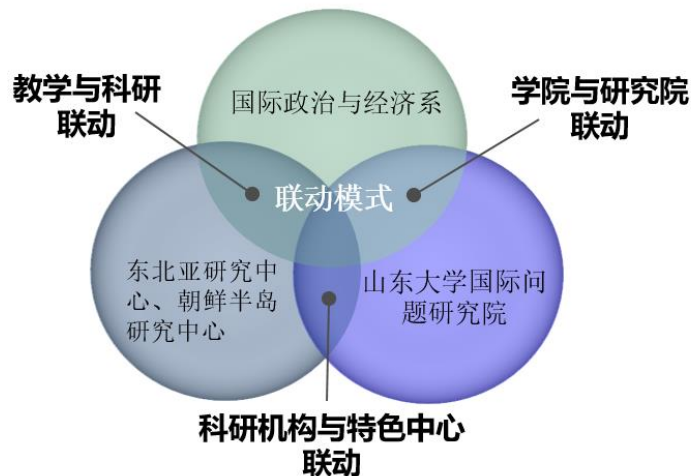 教学与科研
联动
国际政治与经济系
学院与研究院
联动
联动模式
东北亚研究中
心、朝鲜半岛
研究中心
山东大学国际问
题研究院
科研机构与特色中心
联动